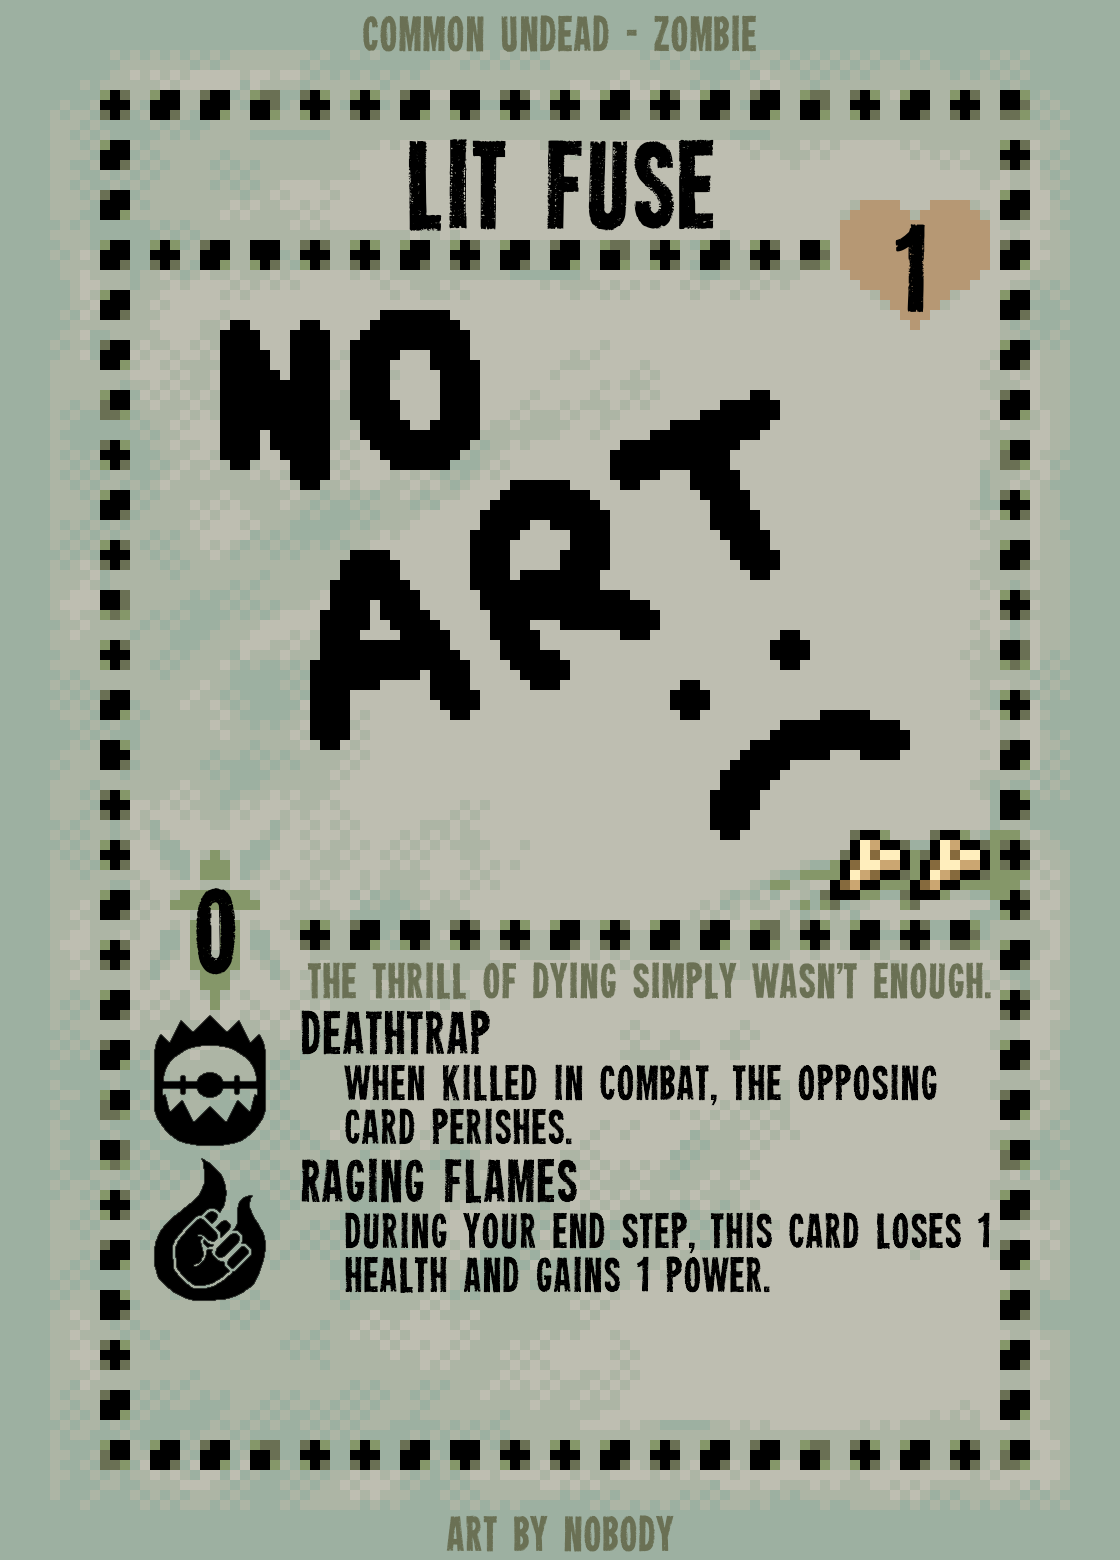 COMMON UNDEAD - ZOMBIE
LIT FUSE
1
NO
ART
:(
0
THE THRILL OF DYING SIMPLY WASN'T ENOUGH.
DEATHTRAP
WHEN KILLED IN COMBAT, THE OPPOSING
CARD PERISHES.
RAGING FLAMES
DURING YOUR END STEP, THIS CARD LOSES 1
HEALTH AND GAINS 1 POWER.
ART BY NOBODY